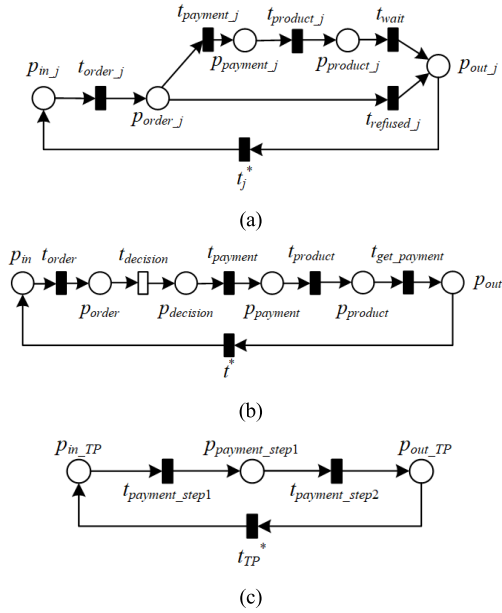 t_payment_j t_product_j t_wait
p_in_j t_order_j p_payment_j p_product_j p_out_j
p_order_j t_refused_j
t_j*
(a)
p_in t_order t_decision t_payment t_product t_get_payment
p_out
p_order p_decision p_payment p_product
t*
(b)
p_in_TP p_payment_step1 p_out_TP
t_payment_step1 t_payment_step2
t_TP*
(c)